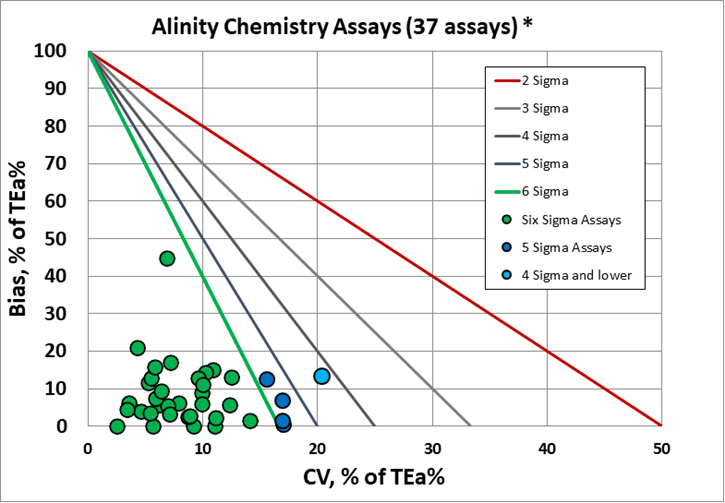 Alinity Chemistry Assays (37 assays) *
Bias, % of TEa%
100
90
80
70
60
50
40
30
20
10
0
2 Sigma
3 Sigma
4 Sigma
5 Sigma
6 Sigma
Six Sigma Assays
5 Sigma Assays
4 Sigma and lower
0
10
20
30
40
50
CV, % of TEa%